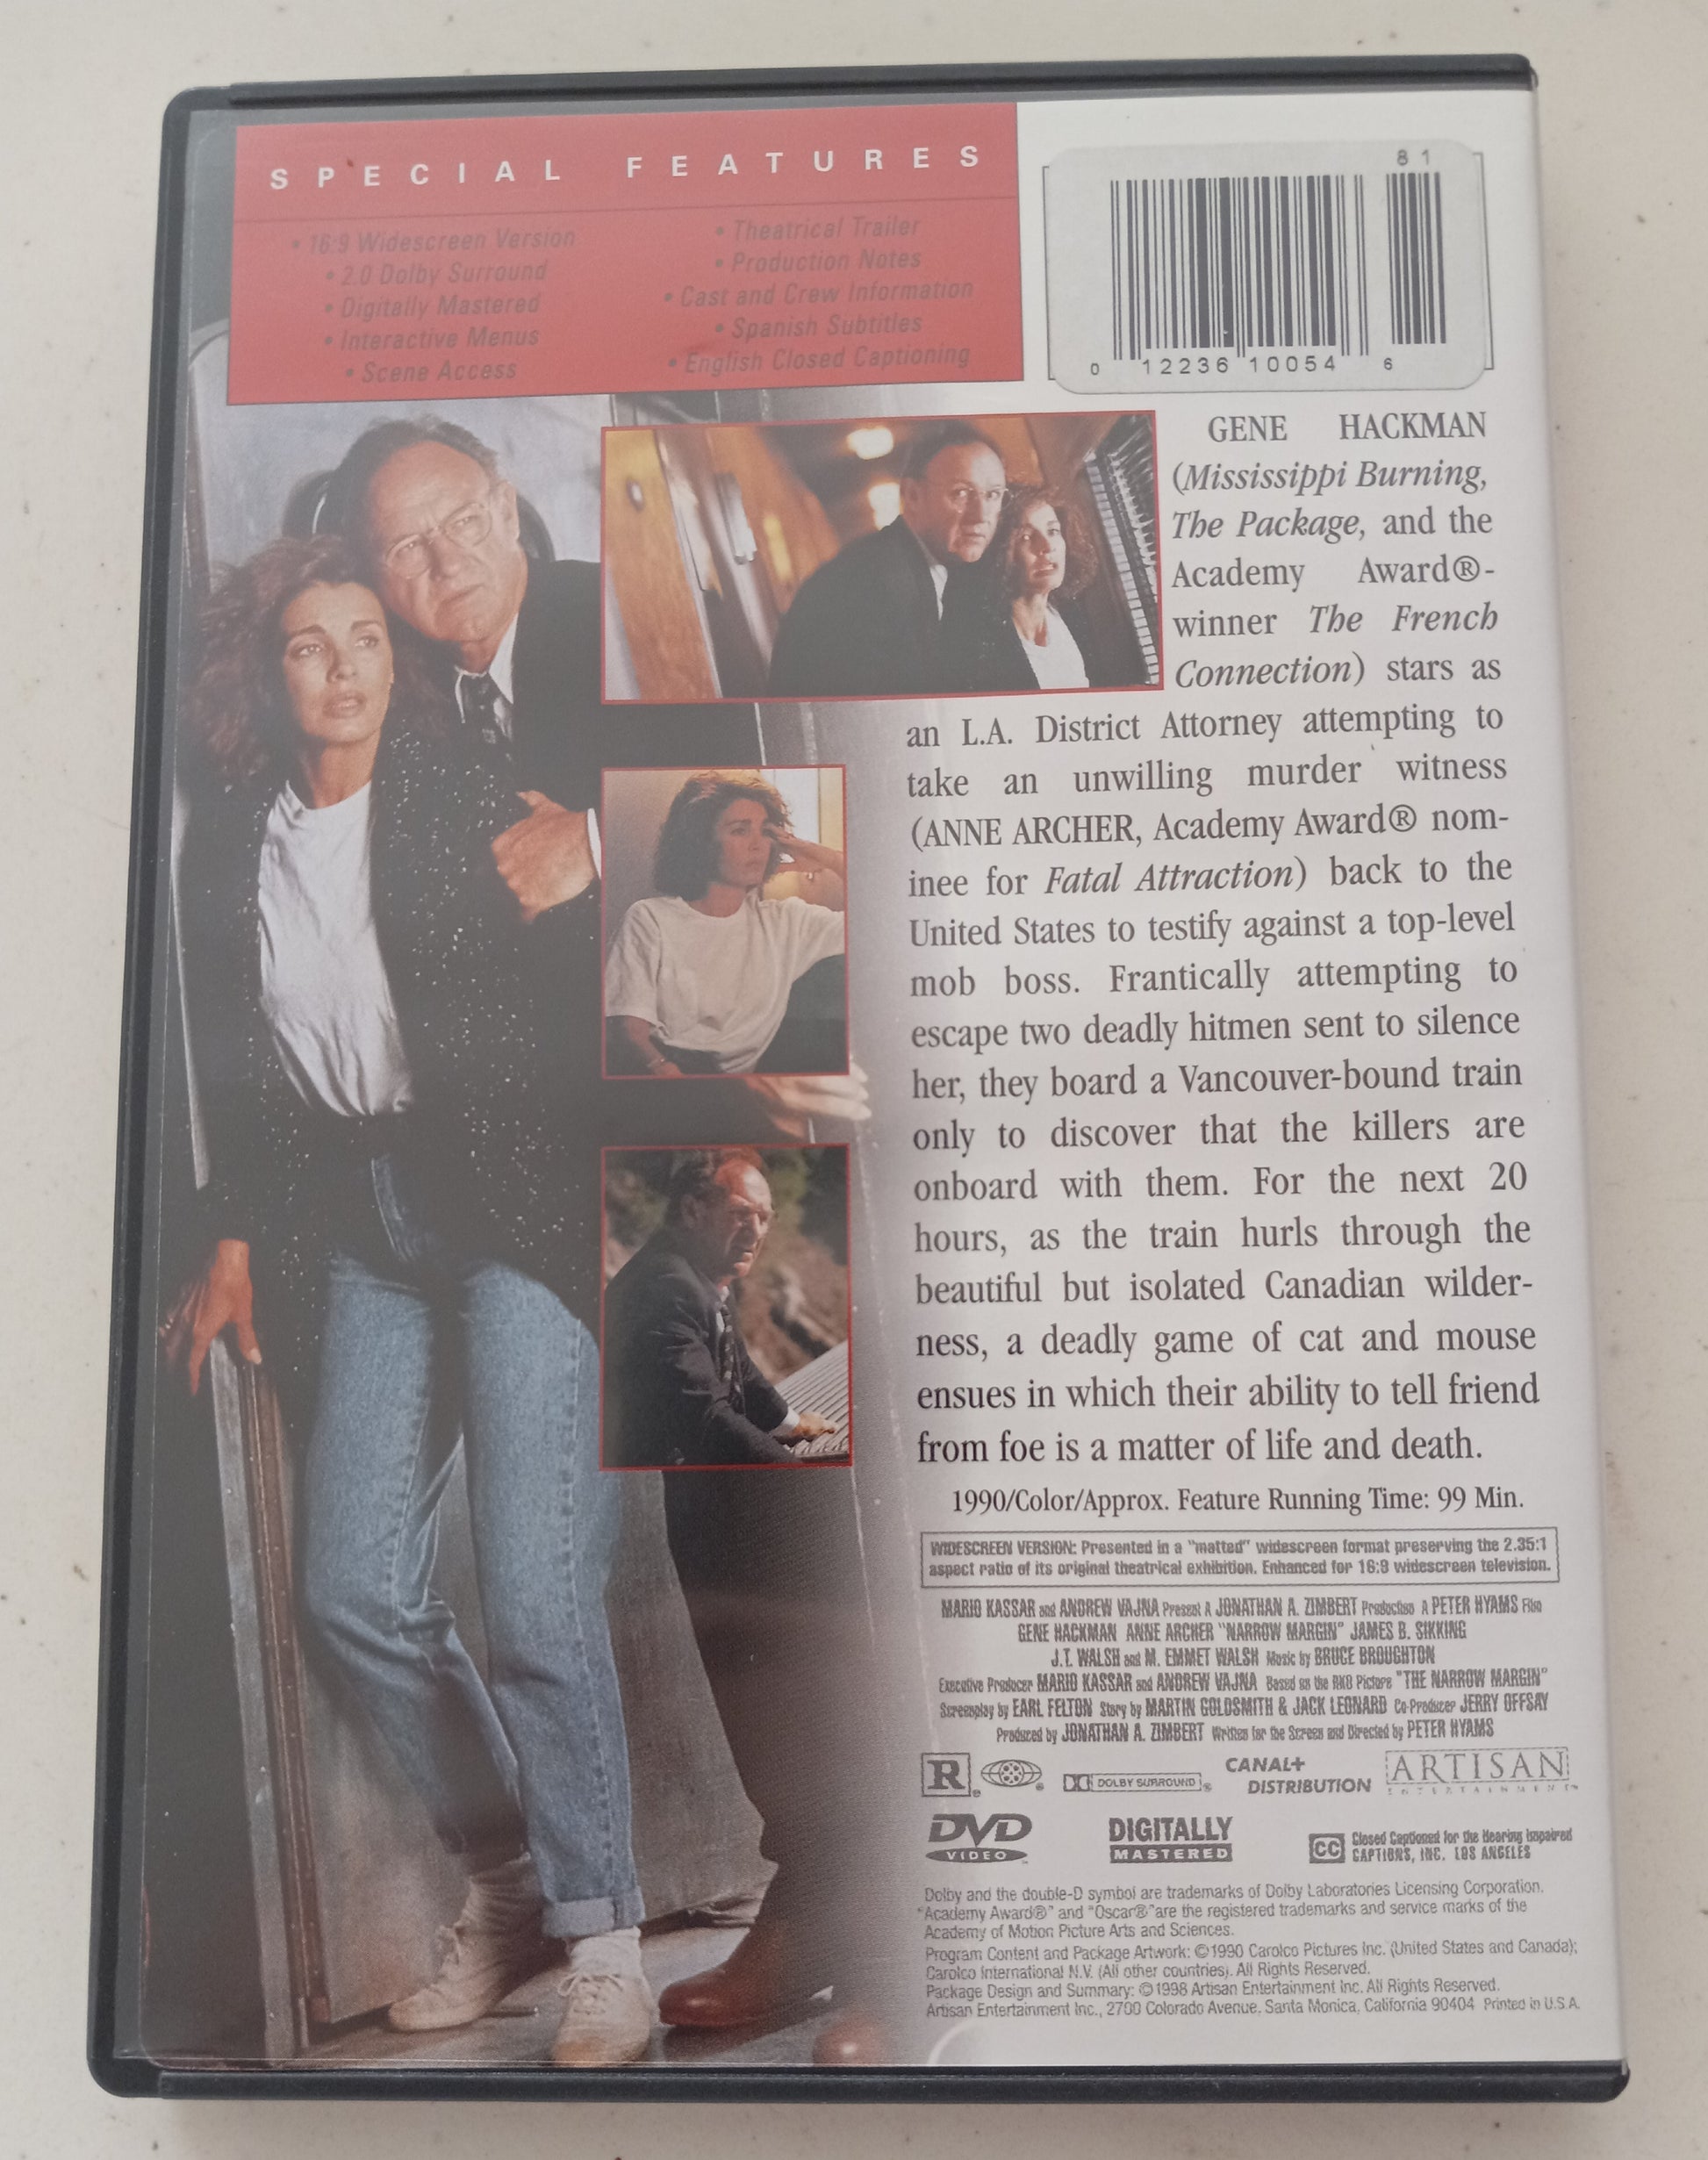 SPECIAL FEATURES
• 16:9 Widescreen Version
• 2.0 Dolby Surround
• Digitally Mastered
• Interactive Menus
• Scene Access
• Theatrical Trailer
• Production Notes
• Cast and Crew Information
• Spanish Subtitles
• English Closed Captioning
81
0 12236 10054 6
GENE HACKMAN
(Mississippi Burning,
The Package, and the
Academy Award®-
winner The French
Connection) stars as
an L.A. District Attorney attempting to
take an unwilling murder witness
(ANNE ARCHER, Academy Award® nom-
inee for Fatal Attraction) back to the
United States to testify against a top-level
mob boss. Frantically attempting to
escape two deadly hitmen sent to silence
her, they board a Vancouver-bound train
only to discover that the killers are
onboard with them. For the next 20
hours, as the train hurls through the
beautiful but isolated Canadian wilder-
ness, a deadly game of cat and mouse
ensues in which their ability to tell friend
from foe is a matter of life and death.
1990/Color/Approx. Feature Running Time: 99 Min.
WIDESCREEN VERSION: Presented in a "matted" widescreen format preserving the 2.35:1
aspect ratio of its original theatrical exhibition. Enhanced for 16:9 widescreen television.
MARIO KASSAR and ANDREW VAJNA Present A JONATHAN A. ZIMBERT Production A PETER HYAMS Film
GENE HACKMAN ANNE ARCHER "NARROW MARGIN" JAMES B. SIKKING
J.T. WALSH and M. EMMET WALSH Music by BRUCE BROUGHTON
Executive Producer MARIO KASSAR and ANDREW VAJNA Based on the RKO Picture "THE NARROW MARGIN"
Screenplay by EARL FELTON Story by MARTIN GOLDSMITH & JACK LEONARD Co-Producer JERRY OFFSAY
Produced by JONATHAN A. ZIMBERT Written for the Screen and Directed by PETER HYAMS
R ® DOLBY SURROUND ® CANAL+
DISTRIBUTION
ARTISAN
ENTERTAINMENT™
DVD
VIDEO
DIGITALLY
MASTERED
CC Closed Captioned for the Hearing Impaired
CAPTIONS, INC. LOS ANGELES
Dolby and the double-D symbol are trademarks of Dolby Laboratories Licensing Corporation.
"Academy Award®" and "Oscar®"are the registered trademarks and service marks of the
Academy of Motion Picture Arts and Sciences.
Program Content and Package Artwork: ©1990 Carolco Pictures Inc. (United States and Canada);
Carolco International N.V. (All other countries). All Rights Reserved.
Package Design and Summary: ©1998 Artisan Entertainment Inc. All Rights Reserved.
Artisan Entertainment Inc., 2700 Colorado Avenue, Santa Monica, California 90404 Printed in U.S.A.